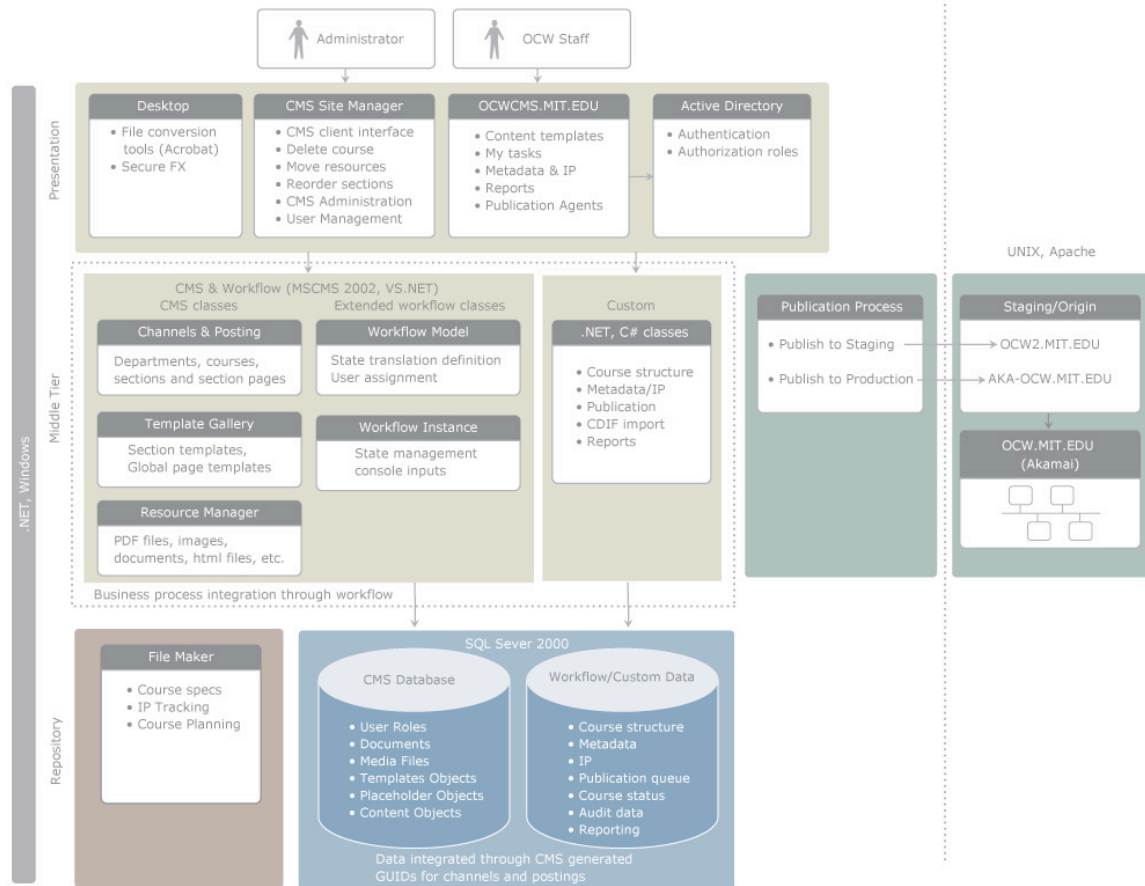 Administrator
OCW Staff
.NET, Windows
Presentation
Desktop
• File conversion
tools (Acrobat)
• Secure FX
CMS Site Manager
• CMS client interface
• Delete course
• Move resources
• Reorder sections
• CMS Administration
• User Management
OCWCMS.MIT.EDU
• Content templates
• My tasks
• Metadata & IP
• Reports
• Publication Agents
Active Directory
• Authentication
• Authorization roles
Middle Tier
CMS & Workflow (MSCMS 2002, VS.NET)
CMS classes
Extended workflow classes
Channels & Posting
Departments, courses,
sections and section pages
Template Gallery
Section templates,
Global page templates
Resource Manager
PDF files, images,
documents, html files, etc.
Workflow Model
State translation definition
User assignment
Workflow Instance
State management
console inputs
Custom
.NET, C# classes
• Course structure
• Metadata/IP
• Publication
• CDIF import
• Reports
Business process integration through workflow
Publication Process
• Publish to Staging
• Publish to Production
UNIX, Apache
Staging/Origin
OCW2.MIT.EDU
AKA-OCW.MIT.EDU
OCW.MIT.EDU
(Akamai)
Repository
File Maker
• Course specs
• IP Tracking
• Course Planning
SQL Sever 2000
CMS Database
• User Roles
• Documents
• Media Files
• Templates Objects
• Placeholder Objects
• Content Objects
Workflow/Custom Data
• Course structure
• Metadata
• IP
• Publication queue
• Course status
• Audit data
• Reporting
Data integrated through CMS generated
GUIDs for channels and postings